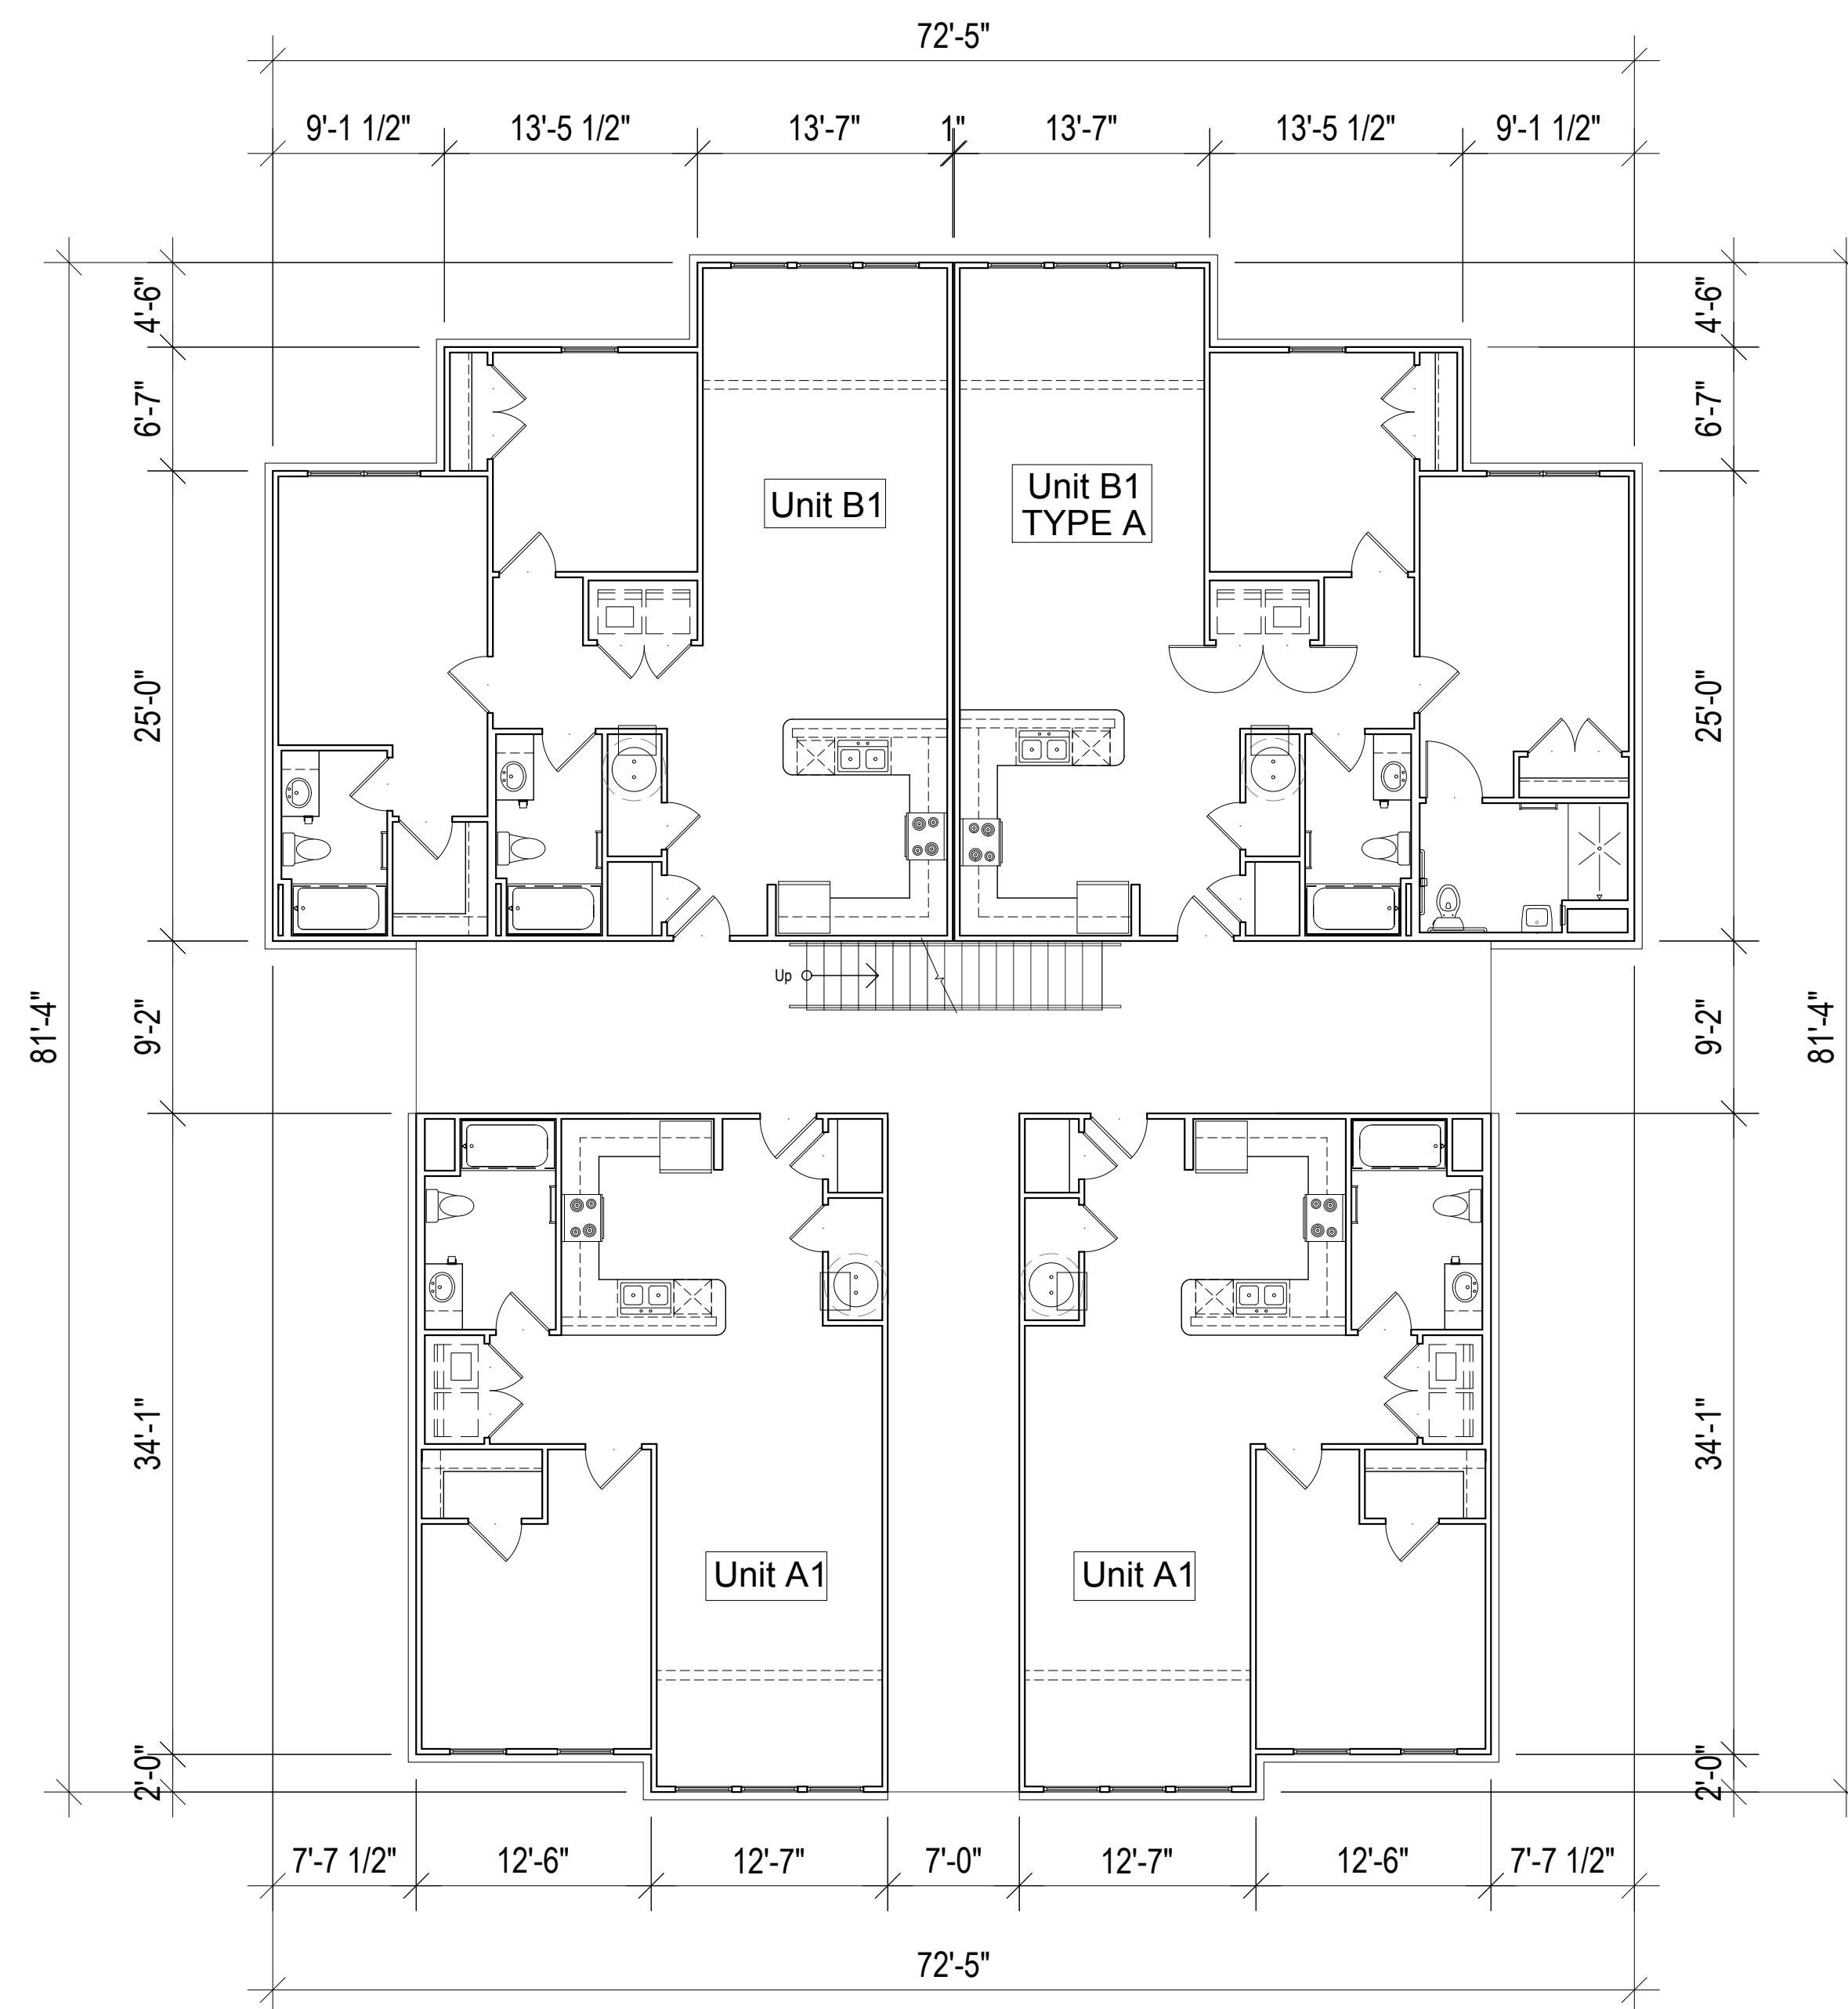 72'-5"
9'-1 1/2" 13'-5 1/2" 13'-7" 1" 13'-7" 13'-5 1/2" 9'-1 1/2"
4'-6" 4'-6"
6'-7" 6'-7"
Unit B1
Unit B1
TYPE A
25'-0" 25'-0"
Up
9'-2" 9'-2"
81'-4" 81'-4"
34'-1" 34'-1"
Unit A1 Unit A1
2'-0" 2'-0"
7'-7 1/2" 12'-6" 12'-7" 7'-0" 12'-7" 12'-6" 7'-7 1/2"
72'-5"